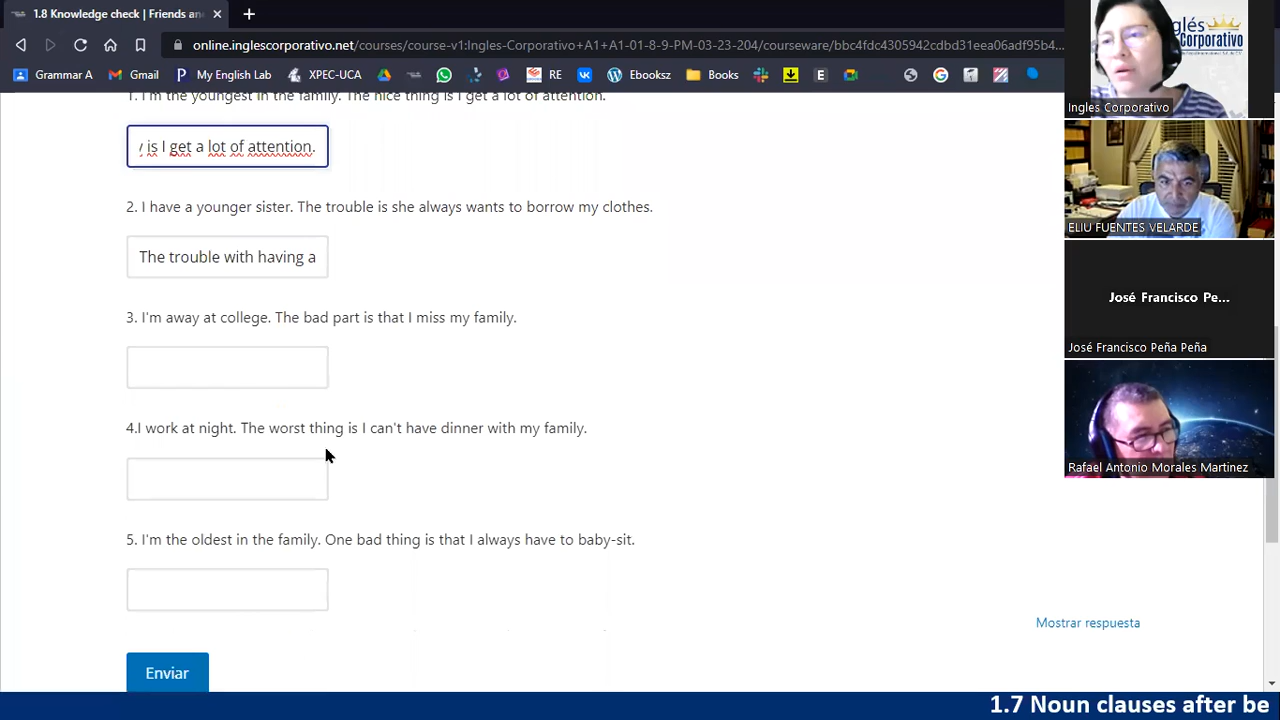 1.8 Knowledge check | Friends an
online.inglescorporativo.net/courses/course-v1:Ingles-Corporativo+A1+A1-01-8-9-PM-03-23-204/courseware/bbc4fdc4305942cdbd31eea06adf95b4...
Grammar A
Gmail
My English Lab
XPEC-UCA
RE
Ebooksz
Books
1. I'm the youngest in the family. The nice thing is I get a lot of attention.
is I get a lot of attention.
2. I have a younger sister. The trouble is she always wants to borrow my clothes.
The trouble with having a
3. I'm away at college. The bad part is that I miss my family.
4.I work at night. The worst thing is I can't have dinner with my family.
5. I'm the oldest in the family. One bad thing is that I always have to baby-sit.
Mostrar respuesta
Enviar
Inglés
Corporativo
Ingles Corporativo
ELIU FUENTES VELARDE
José Francisco Pe...
José Francisco Peña Peña
Rafael Antonio Morales Martinez
1.7 Noun clauses after be